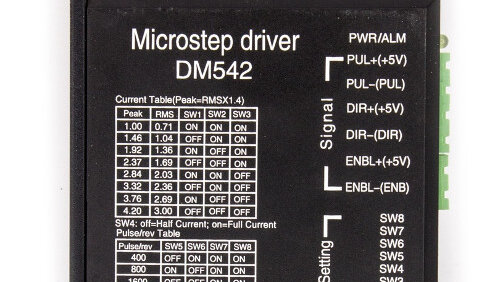 Microstep driver
DM542
Current Table(Peak=RMSX1.4)
Peak RMS SW1 SW2 SW3
1.00 0.71 ON ON ON
1.46 1.04 OFF ON ON
1.92 1.36 ON OFF ON
2.37 1.69 OFF OFF ON
2.84 2.03 ON ON OFF
3.32 2.36 OFF ON OFF
3.76 2.69 ON OFF OFF
4.20 3.00 OFF OFF OFF
SW4: off=Half Current; on=Full Current
Pulse/rev Table
Pulse/rev SW5 SW6 SW7 SW8
400 OFF ON ON ON
800 ON OFF ON ON
1600 OFF OFF ON ON
PWR/ALM
Signal
PUL+(+5V)
PUL-(PUL)
DIR+(+5V)
DIR-(DIR)
ENBL+(+5V)
ENBL-(ENB)
Setting
SW8
SW7
SW6
SW5
SW4
SW3